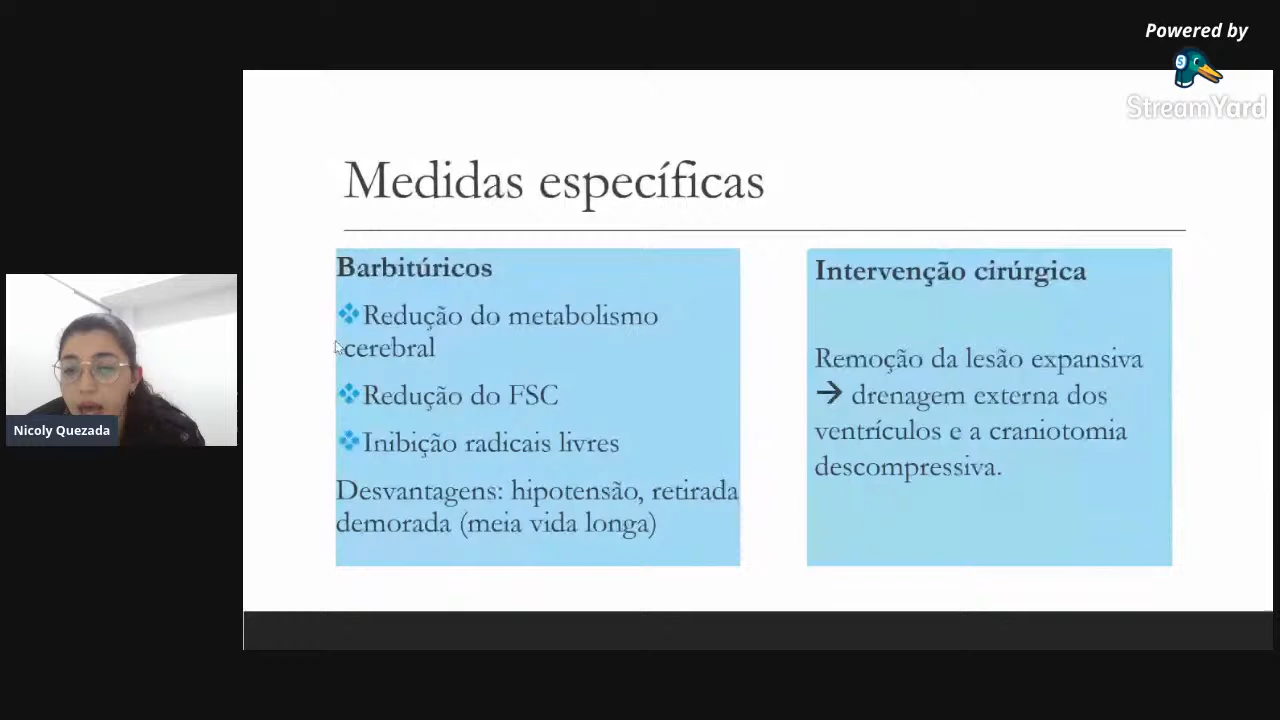 Powered by
StreamYard
Medidas específicas
Barbitúricos
Redução do metabolismo
cerebral
Redução do FSC
Inibição radicais livres
Desvantagens: hipotensão, retirada
demorada (meia vida longa)
Intervenção cirúrgica
Remoção da lesão expansiva
→ drenagem externa dos
ventrículos e a craniotomia
descompressiva.
Nicoly Quezada